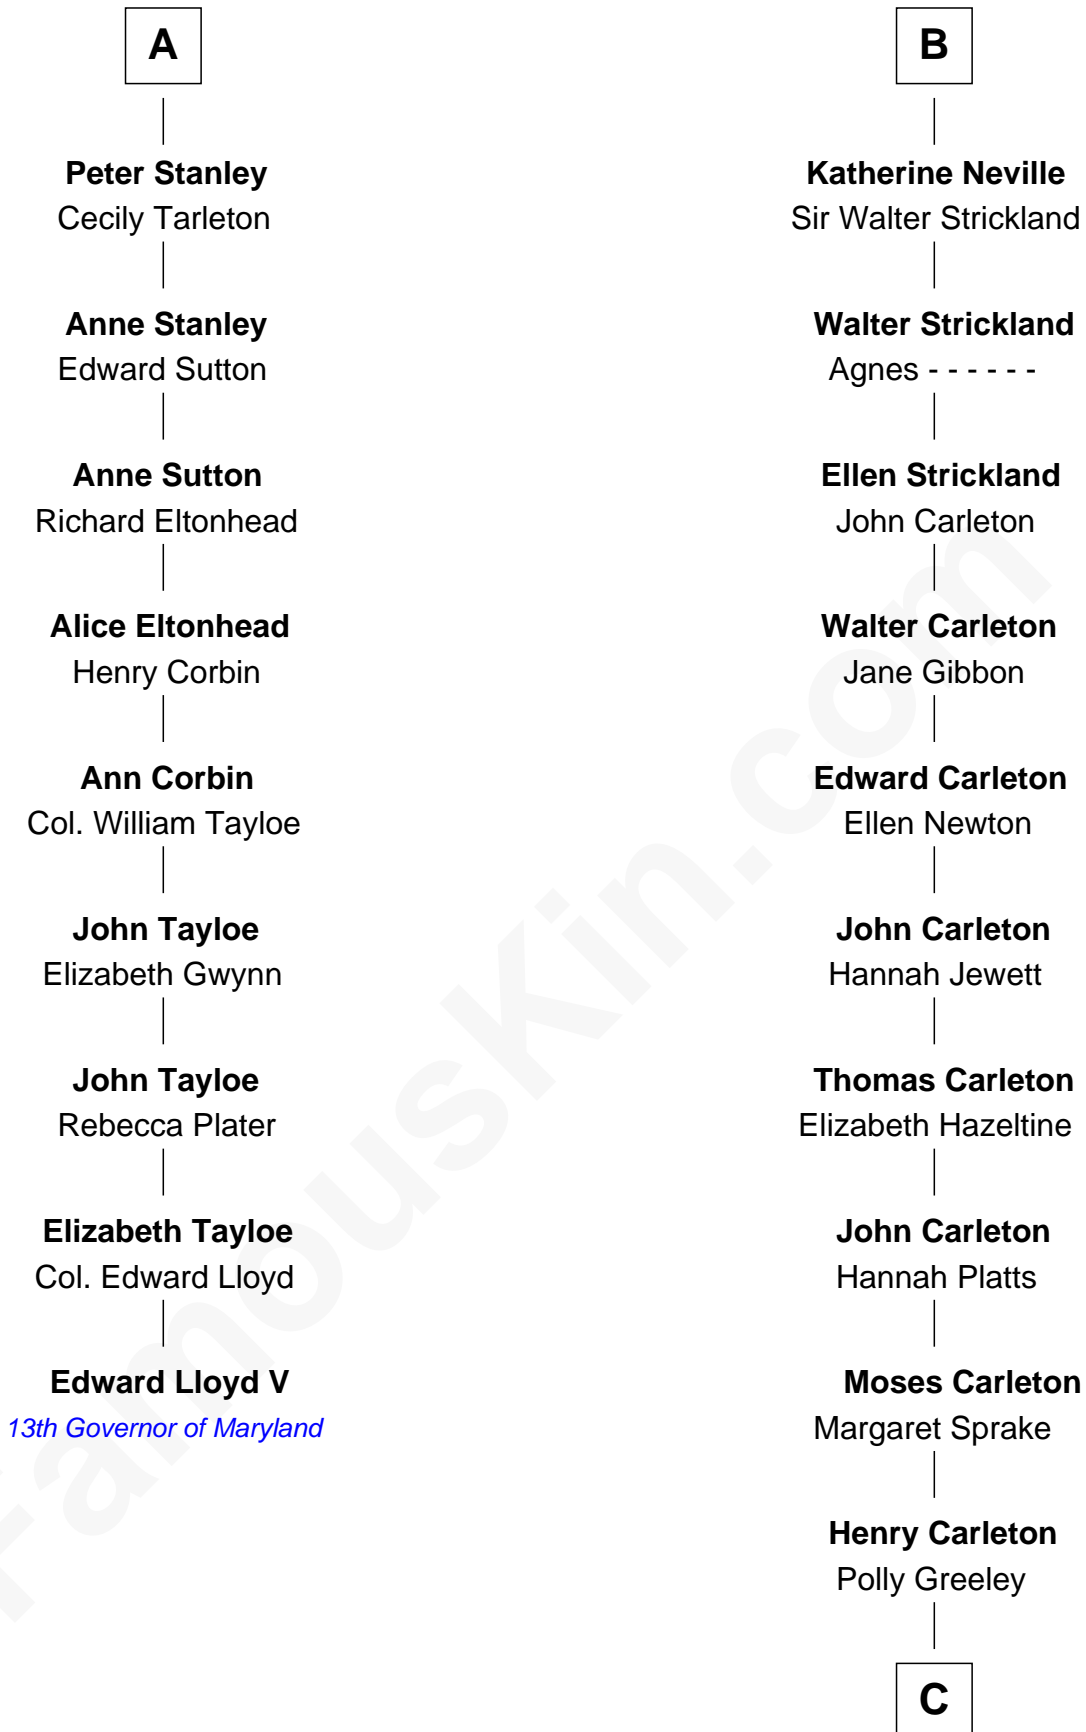 A
Peter Stanley
Cecily Tarleton
Anne Stanley
Edward Sutton
Anne Sutton
Richard Eltonhead
Alice Eltonhead
Henry Corbin
Ann Corbin
Col. William Tayloe
John Tayloe
Elizabeth Gwynn
John Tayloe
Rebecca Plater
Elizabeth Tayloe
Col. Edward Lloyd
Edward Lloyd V
13th Governor of Maryland
B
Katherine Neville
Sir Walter Strickland
Walter Strickland
Agnes - - - - - -
Ellen Strickland
John Carleton
Walter Carleton
Jane Gibbon
Edward Carleton
Ellen Newton
John Carleton
Hannah Jewett
Thomas Carleton
Elizabeth Hazeltine
John Carleton
Hannah Platts
Moses Carleton
Margaret Sprake
Henry Carleton
Polly Greeley
C
FamousKin.com